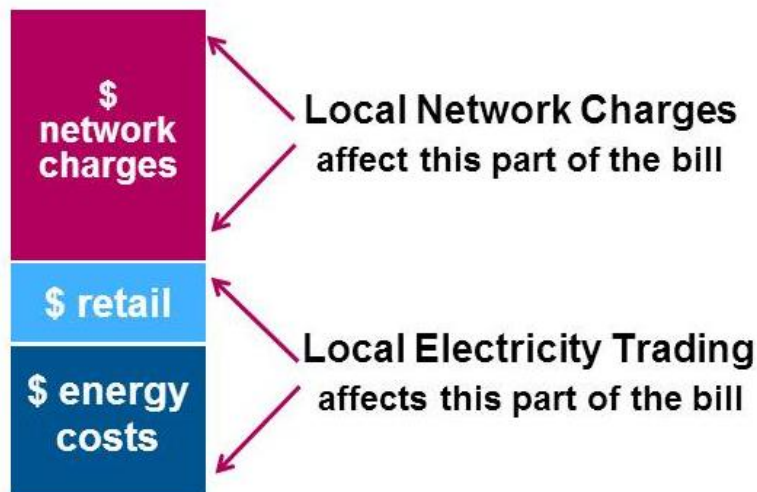 $
network
charges
Local Network Charges
affect this part of the bill
$ retail
$ energy
costs
Local Electricity Trading
affects this part of the bill